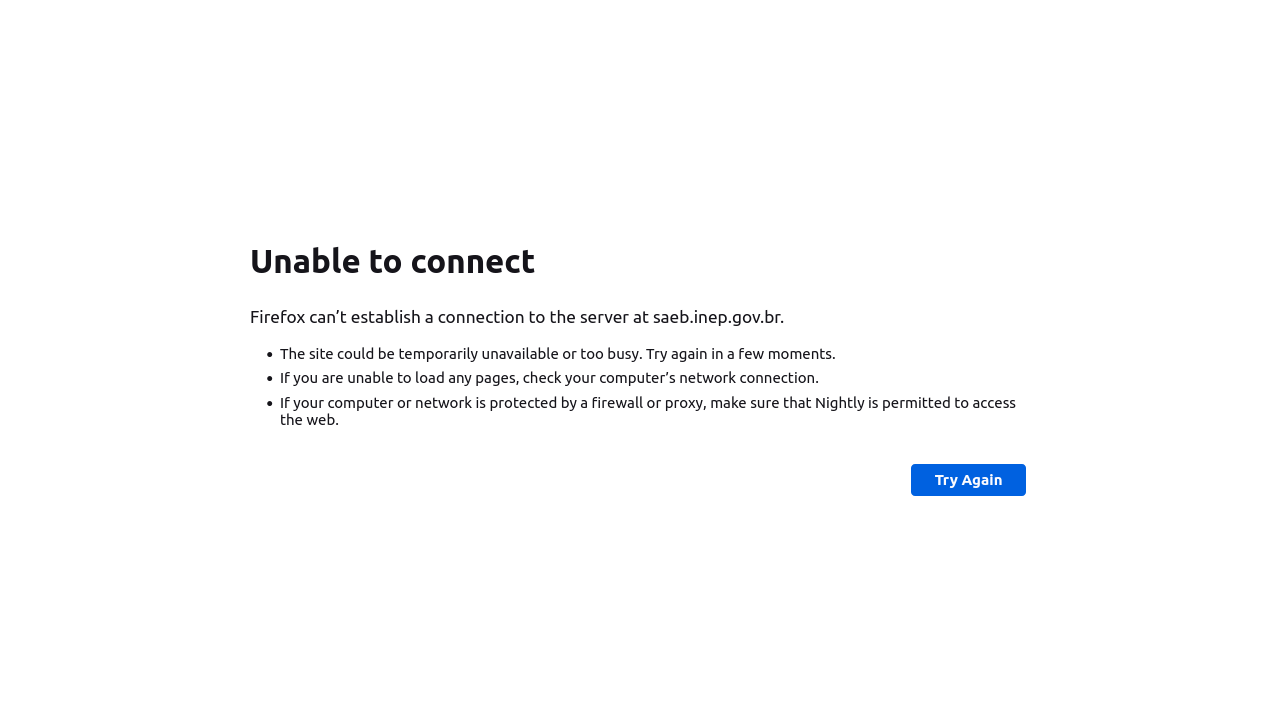 Unable to connect
Firefox can’t establish a connection to the server at saeb.inep.gov.br.
• The site could be temporarily unavailable or too busy. Try again in a few moments.
• If you are unable to load any pages, check your computer’s network connection.
• If your computer or network is protected by a firewall or proxy, make sure that Nightly is permitted to access
the web.
Try Again